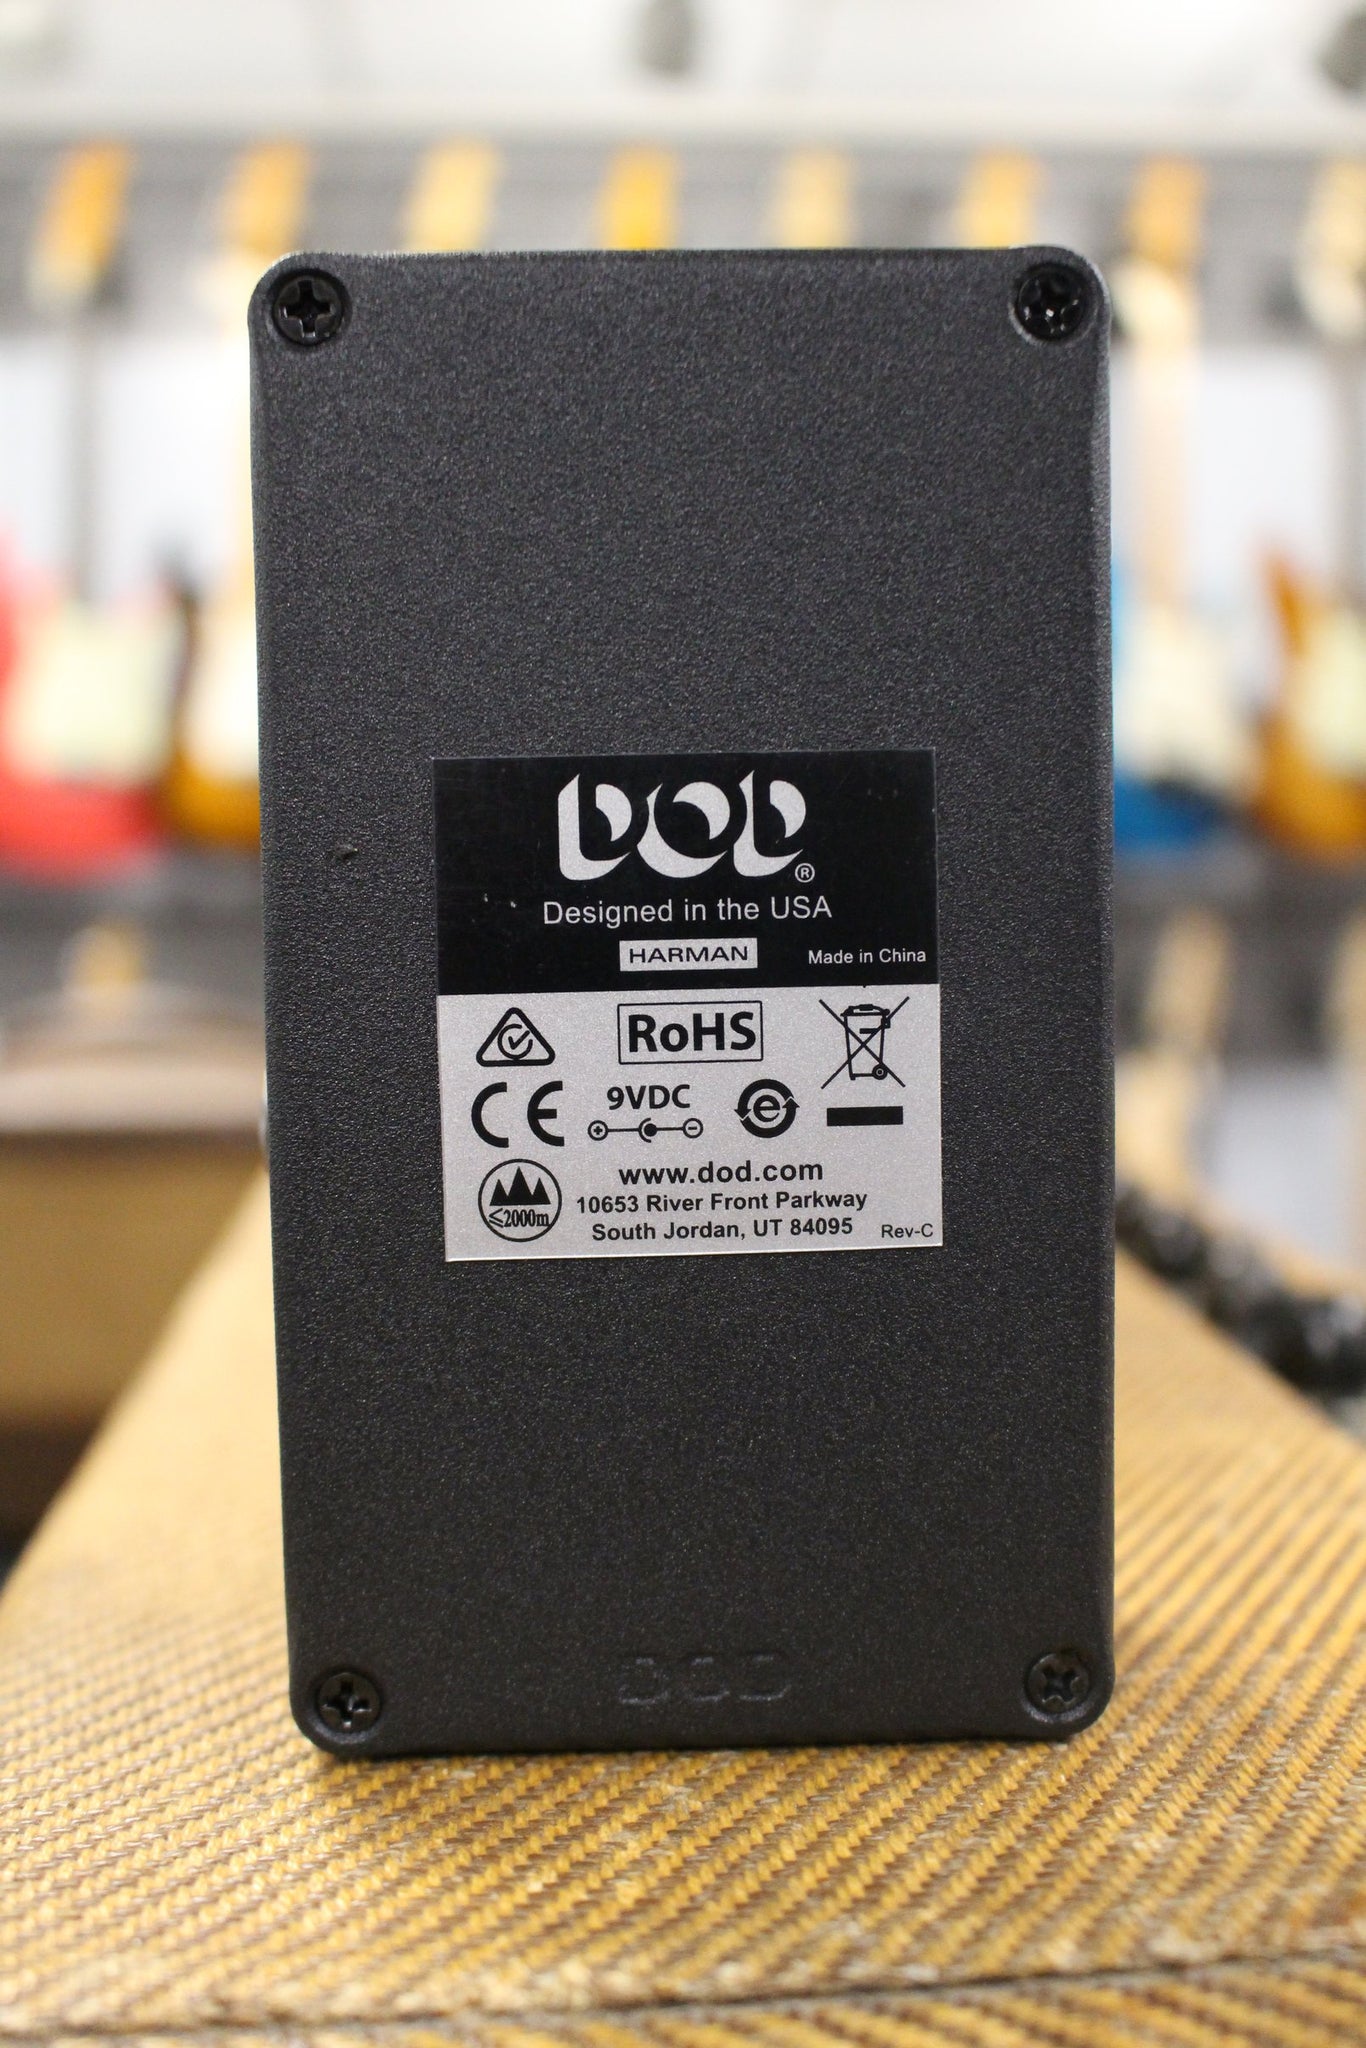 DOD®
Designed in the USA
HARMAN
Made in China
RoHS
CE
9VDC
e
≤2000m
www.dod.com
10653 River Front Parkway
South Jordan, UT 84095
Rev-C
DOD